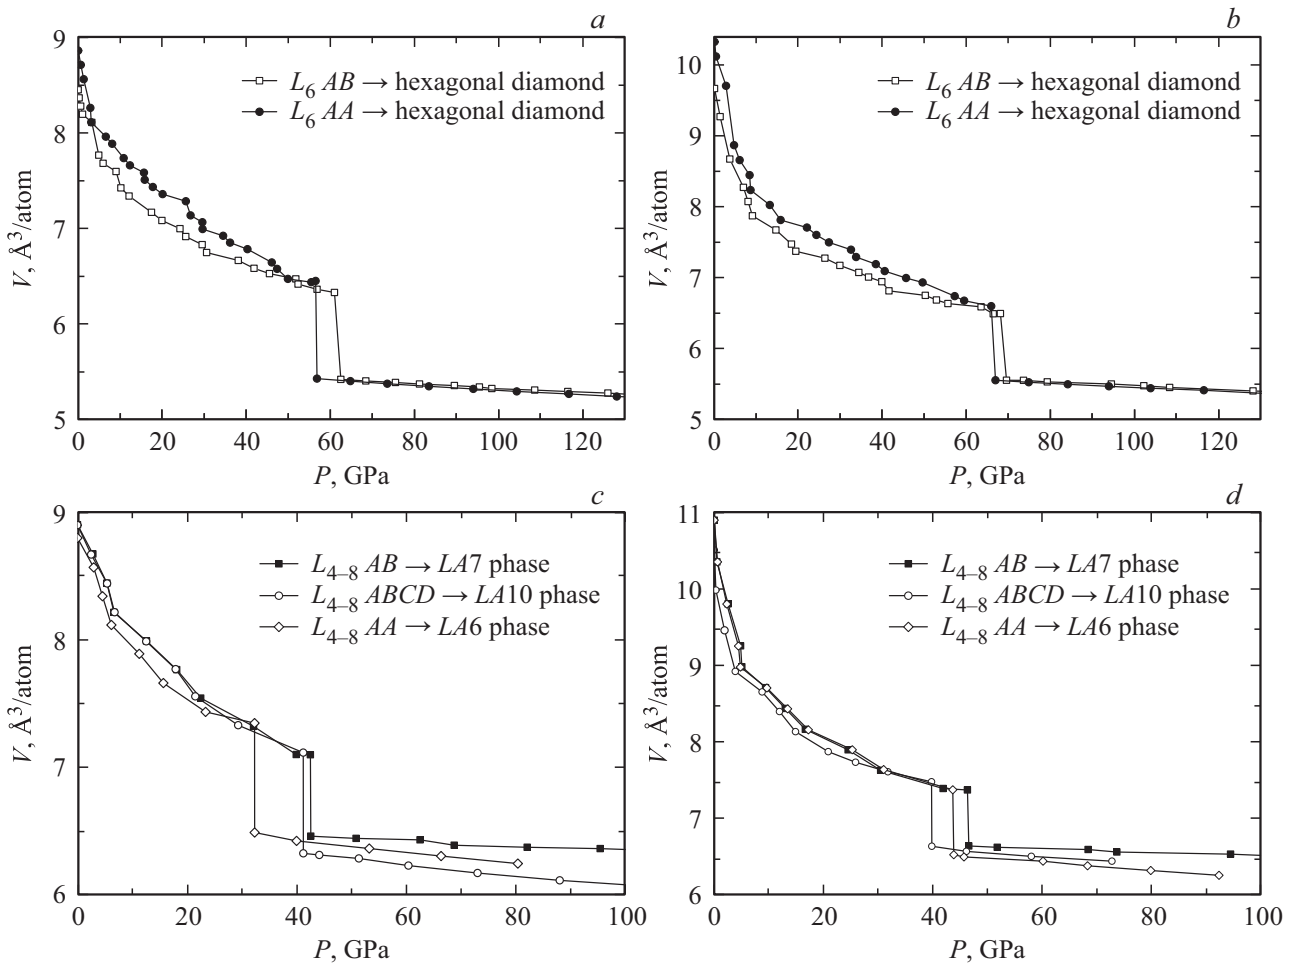 a
9
8
7
6
5
V, Å3/atom
L6 AB → hexagonal diamond
L6 AA → hexagonal diamond
0 20 40 60 80 100 120
P, GPa
b
10
9
8
7
6
5
V, Å3/atom
L6 AB → hexagonal diamond
L6 AA → hexagonal diamond
0 20 40 60 80 100 120
P, GPa
c
9
8
7
6
V, Å3/atom
L4–8 AB → LA7 phase
L4–8 ABCD → LA10 phase
L4–8 AA → LA6 phase
0 20 40 60 80 100
P, GPa
d
11
10
9
8
7
6
V, Å3/atom
L4–8 AB → LA7 phase
L4–8 ABCD → LA10 phase
L4–8 AA → LA6 phase
0 20 40 60 80 100
P, GPa